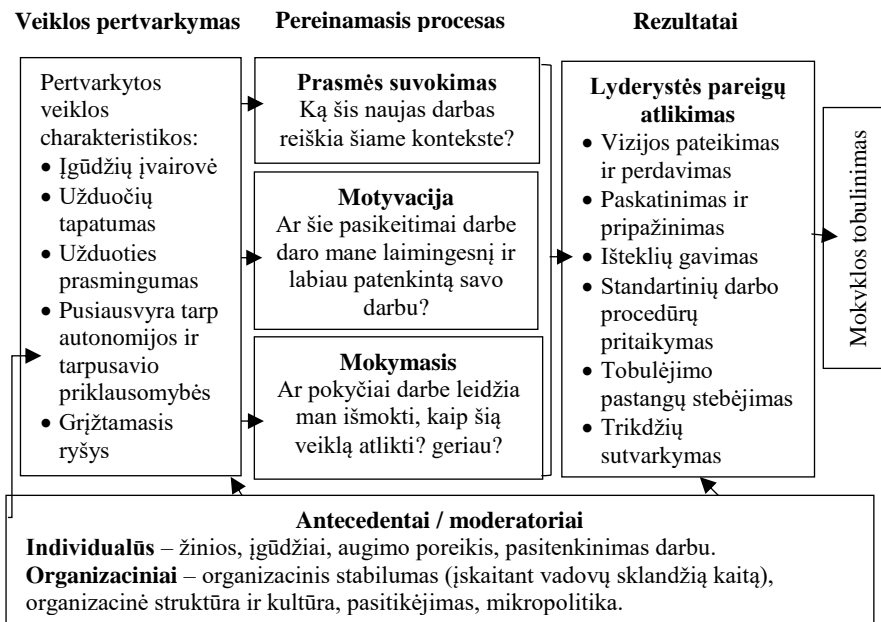 Veiklos pertvarkymas
Pereinamasis procesas
Rezultatai
Pertvarkytos
veiklos
charakteristikos:
• Įgūdžių įvairovė
• Užduočių
tapatumas
• Užduoties
prasmingumas
• Pusiausvyra tarp
autonomijos ir
tarpusavio
priklausomybės
• Grįžtamasis
ryšys
Prasmės suvokimas
Ką šis naujas darbas
reiškia šiame kontekste?
Motyvacija
Ar šie pasikeitimai darbe
daro mane laimingesnį ir
labiau patenkintą savo
darbu?
Mokymasis
Ar pokyčiai darbe leidžia
man išmokti, kaip šią
veiklą atlikti? geriau?
Lyderystės pareigų
atlikimas
• Vizijos pateikimas
ir perdavimas
• Paskatinimas ir
pripažinimas
• Išteklių gavimas
• Standartinių darbo
procedūrų
pritaikymas
• Tobulėjimo
pastangų stebėjimas
• Trikdžių
sutvarkymas
Mokyklos tobulinimas
Antecedentai / moderatoriai
Individualūs – žinios, įgūdžiai, augimo poreikis, pasitenkinimas darbu.
Organizaciniai – organizacinis stabilumas (įskaitant vadovų sklandžią kaitą),
organizacinė struktūra ir kultūra, pasitikėjimas, mikropolitika.